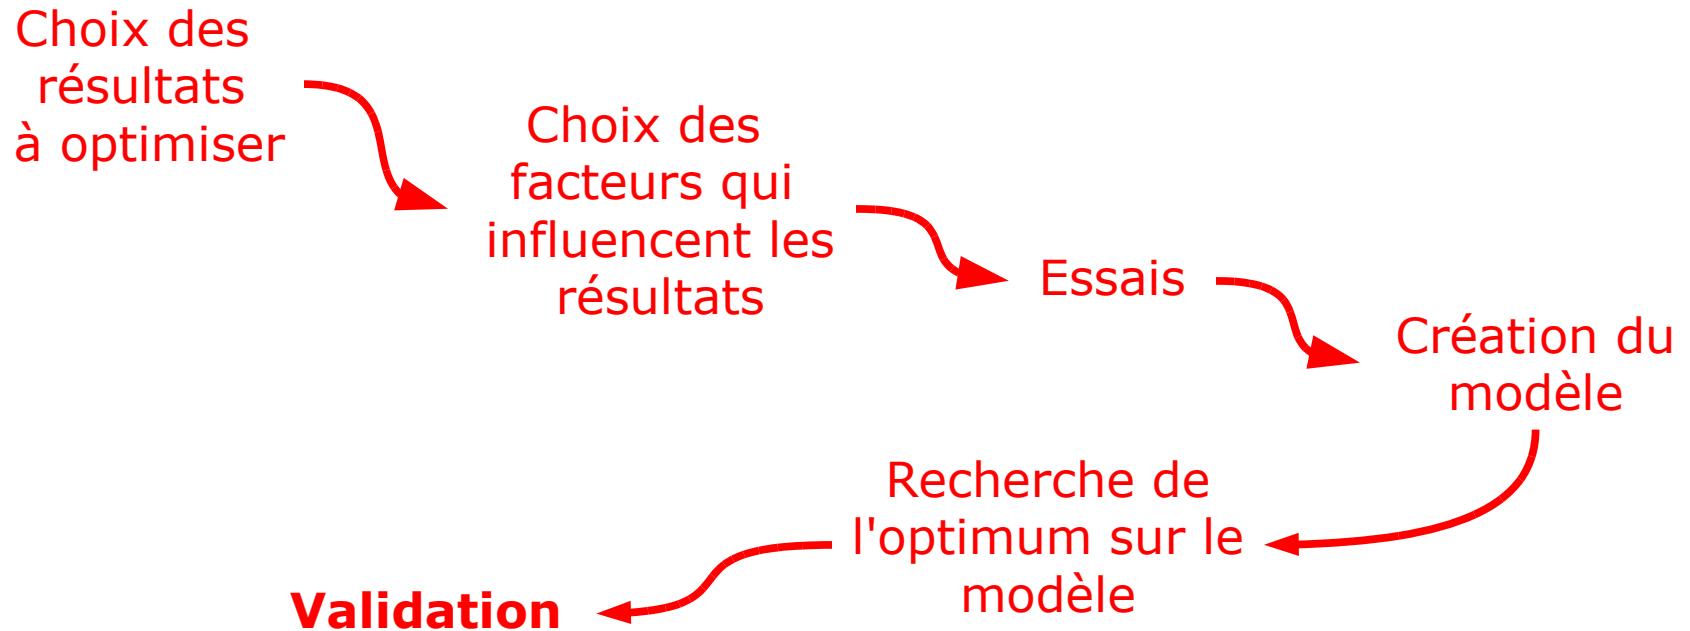 Choix des
résultats
à optimiser
Choix des
facteurs qui
influencent les
résultats
Essais
Création du
modèle
Recherche de
l'optimum sur le
modèle
Validation